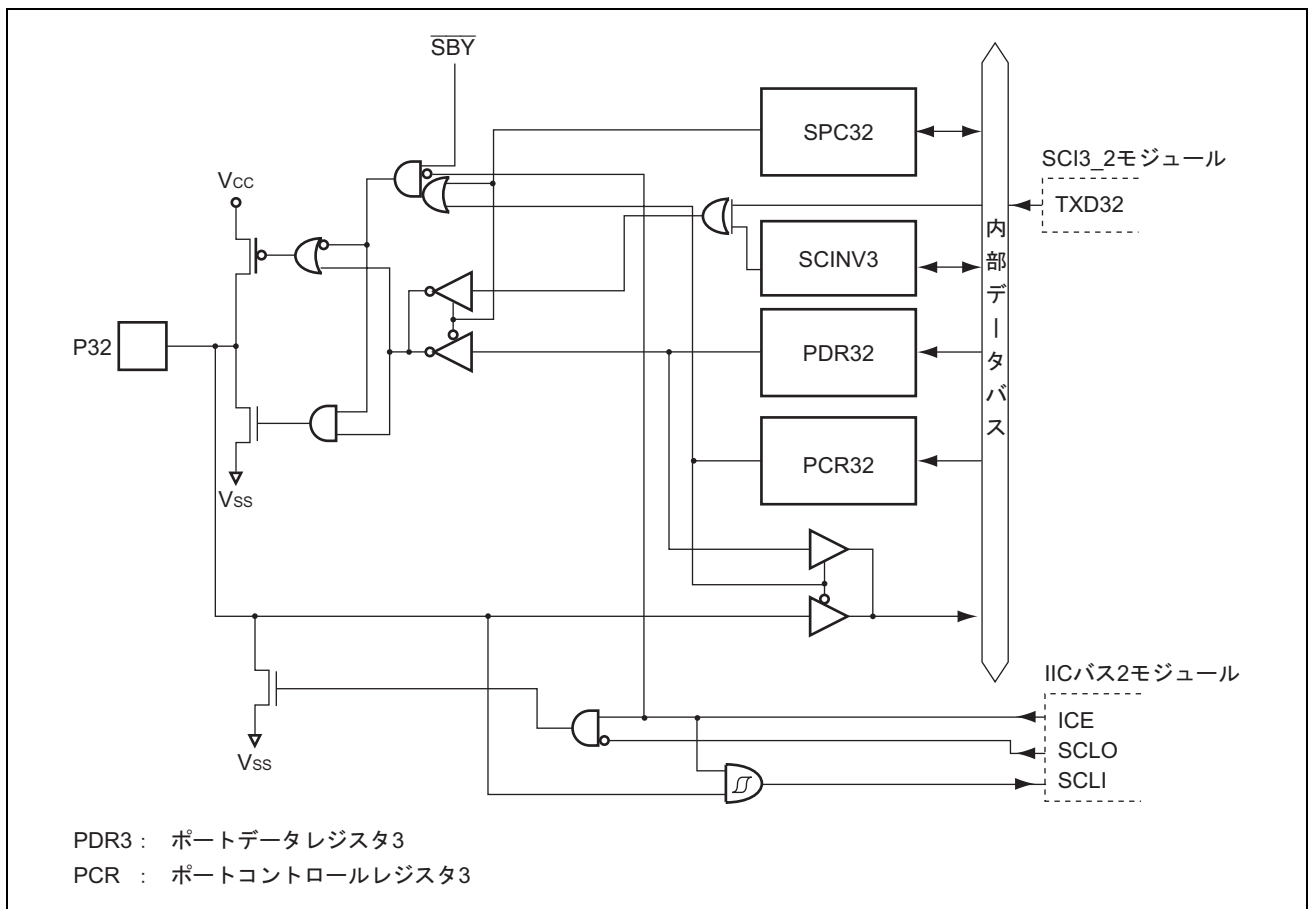 SBY
SPC32
SCI3_2モジュール
TXD32
VCC
SCINV3
内部データバス
P32
PDR32
PCR32
VSS
IICバス2モジュール
ICE
SCLO
SCLI
VSS
PDR3 : ポートデータレジスタ3
PCR : ポートコントロールレジスタ3